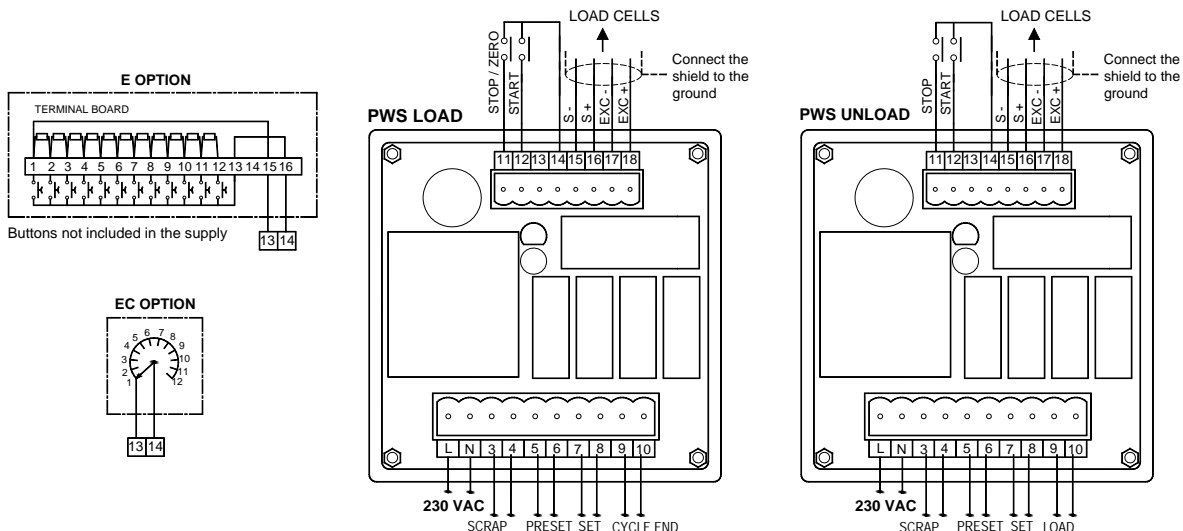 E OPTION
TERMINAL BOARD
1 2 3 4 5 6 7 8 9 10 11 12 13 14 15 16
Buttons not included in the supply
13 14
EC OPTION
1 2 3 4 5 6 7 8 9 10 11 12
13 14
LOAD CELLS
Connect the
shield to the
ground
STOP / ZERO
START
S -
S +
EXC -
EXC +
PWS LOAD
11 12 13 14 15 16 17 18
L N 3 4 5 6 7 8 9 10
230 VAC
SCRAP PRESET SET CYCLE END
LOAD CELLS
Connect the
shield to the
ground
STOP
START
S -
S +
EXC -
EXC +
PWS UNLOAD
11 12 13 14 15 16 17 18
L N 3 4 5 6 7 8 9 10
230 VAC
SCRAP PRESET SET LOAD